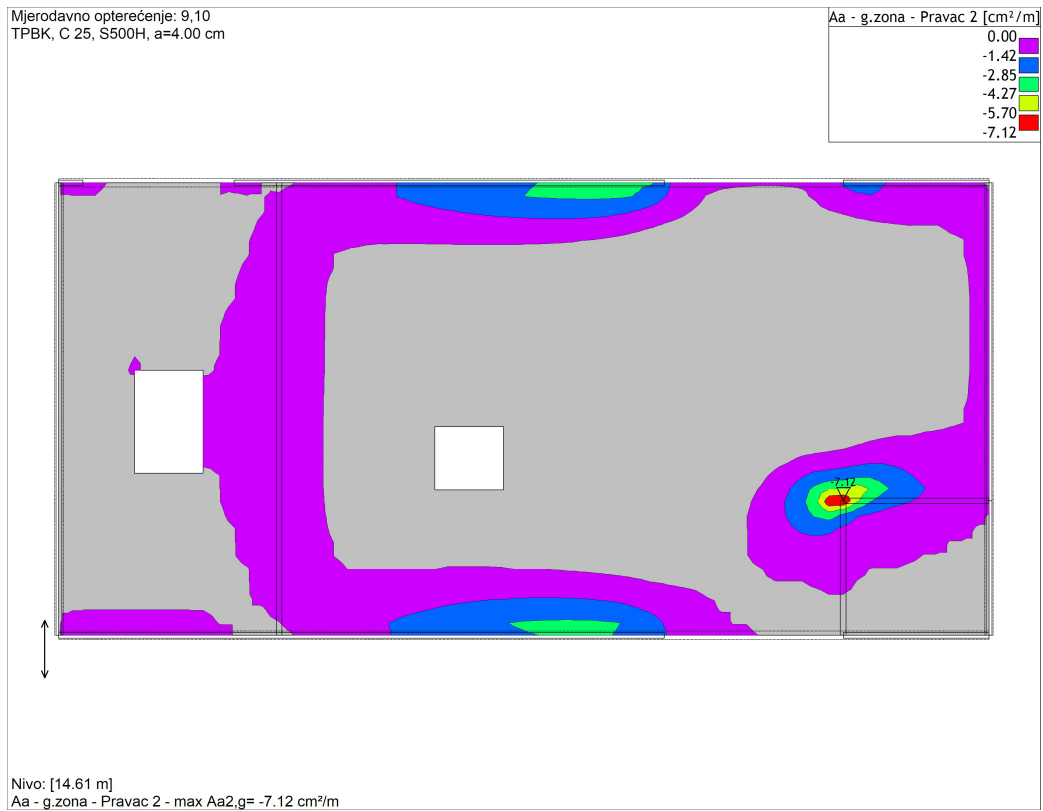 Mjerodavno opterećenje: 9,10
TPBK, C 25, S500H, a=4.00 cm
Aa - g.zona - Pravac 2 [cm²/m]
0.00
-1.42
-2.85
-4.27
-5.70
-7.12
-7.12
Nivo: [14.61 m]
Aa - g.zona - Pravac 2 - max Aa2,g= -7.12 cm²/m